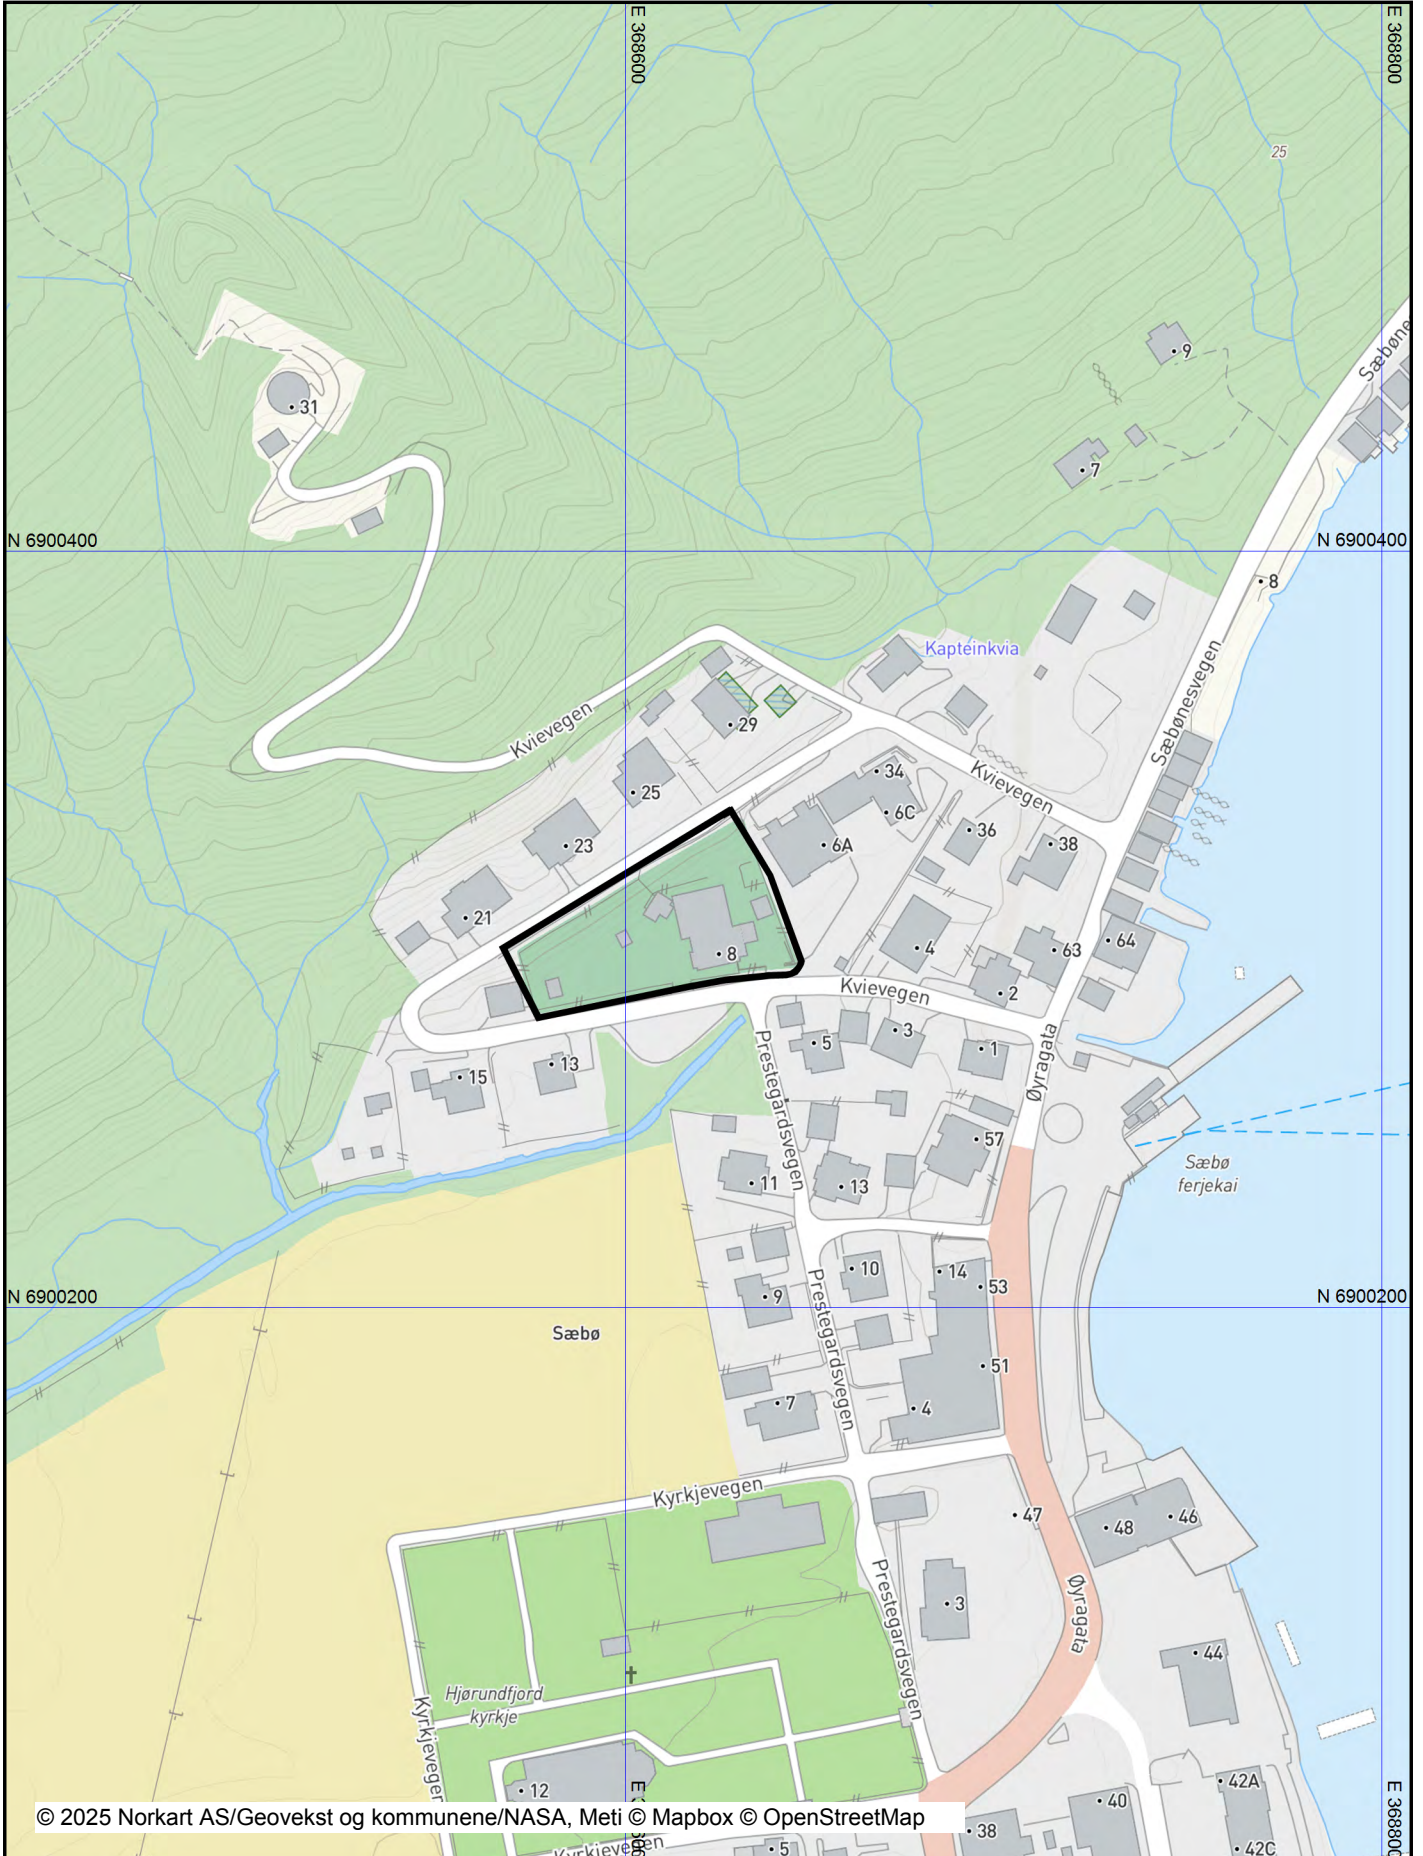 E 368600
E 368800
25
Sæbøne
9
31
7
N 6900400
N 6900400
8
Kapteinkvia
Sæbønesvegen
Kvievegen
29
34
Kvievegen
25
6C
36
38
23
6A
21
8
4
63
64
Kvievegen
2
3
5
1
Øyragata
13
15
Prestegardsvegen
57
Sæbø
ferjekai
11
13
10
14
53
N 6900200
N 6900200
9
Prestegardsvegen
Sæbø
51
7
4
Kyrkjevegen
47
48
46
Prestegardsvegen
Øyragata
3
44
Hjørundfjord
kyrkje
Kyrkjevegen
12
42A
40
© 2025 Norkart AS/Geovekst og kommunene/NASA, Meti © Mapbox © OpenStreetMap
38
E 368800
Kyrkjevegen
5
42C